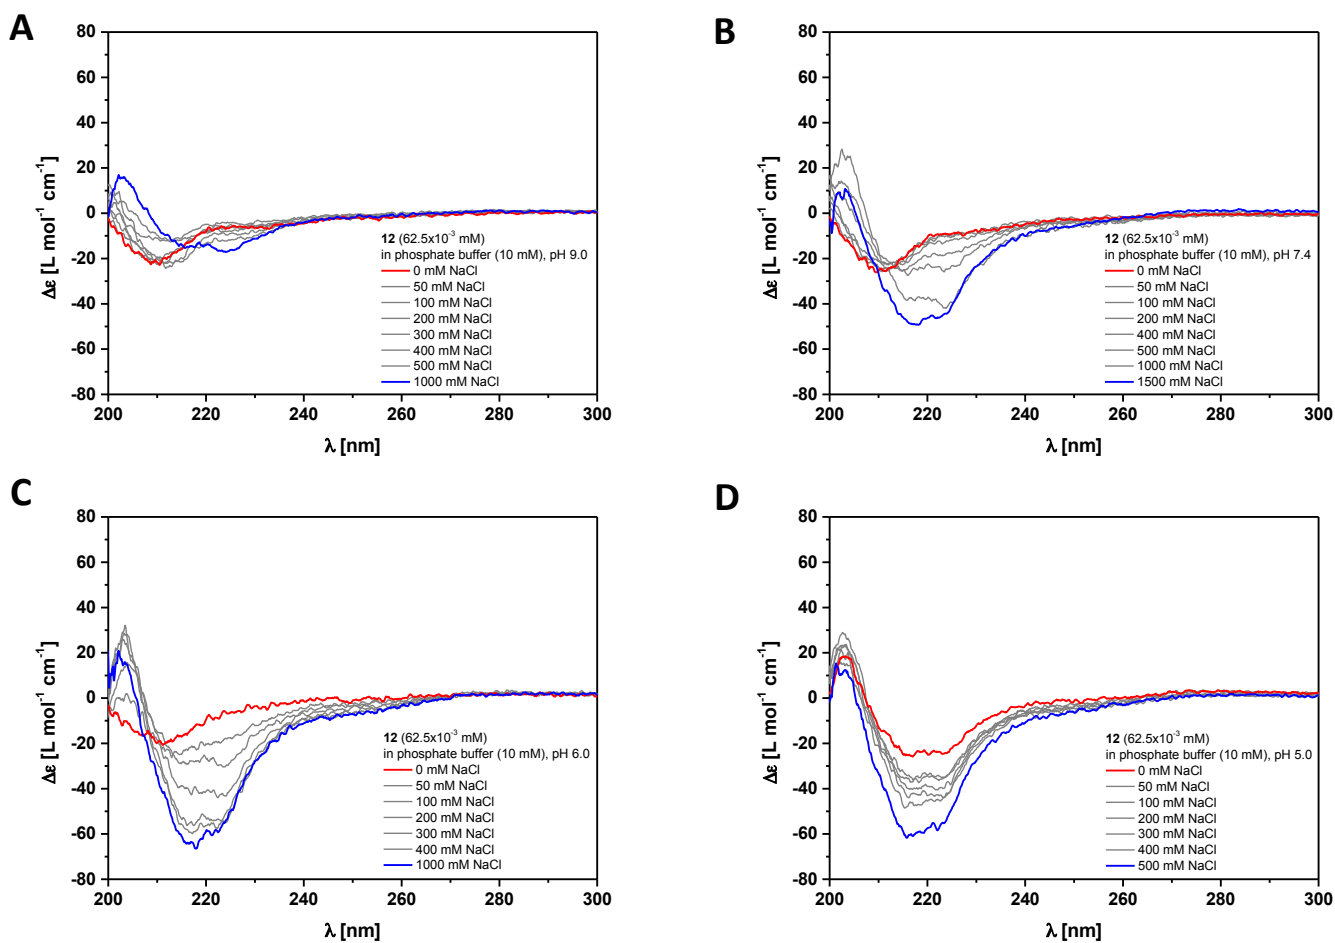 A
80
60
40
20
0
-20
-40
-60
-80
200 220 240 260 280 300
Δε [L mol⁻¹ cm⁻¹]
λ [nm]
12 (62.5x10⁻³ mM)
in phosphate buffer (10 mM), pH 9.0
0 mM NaCl
50 mM NaCl
100 mM NaCl
200 mM NaCl
300 mM NaCl
400 mM NaCl
500 mM NaCl
1000 mM NaCl
B
80
60
40
20
0
-20
-40
-60
-80
200 220 240 260 280 300
Δε [L mol⁻¹ cm⁻¹]
λ [nm]
12 (62.5x10⁻³ mM)
in phosphate buffer (10 mM), pH 7.4
0 mM NaCl
50 mM NaCl
100 mM NaCl
200 mM NaCl
400 mM NaCl
500 mM NaCl
1000 mM NaCl
1500 mM NaCl
C
80
60
40
20
0
-20
-40
-60
-80
200 220 240 260 280 300
Δε [L mol⁻¹ cm⁻¹]
λ [nm]
12 (62.5x10⁻³ mM)
in phosphate buffer (10 mM), pH 6.0
0 mM NaCl
50 mM NaCl
100 mM NaCl
200 mM NaCl
300 mM NaCl
400 mM NaCl
1000 mM NaCl
D
80
60
40
20
0
-20
-40
-60
-80
200 220 240 260 280 300
Δε [L mol⁻¹ cm⁻¹]
λ [nm]
12 (62.5x10⁻³ mM)
in phosphate buffer (10 mM), pH 5.0
0 mM NaCl
50 mM NaCl
100 mM NaCl
200 mM NaCl
300 mM NaCl
400 mM NaCl
500 mM NaCl